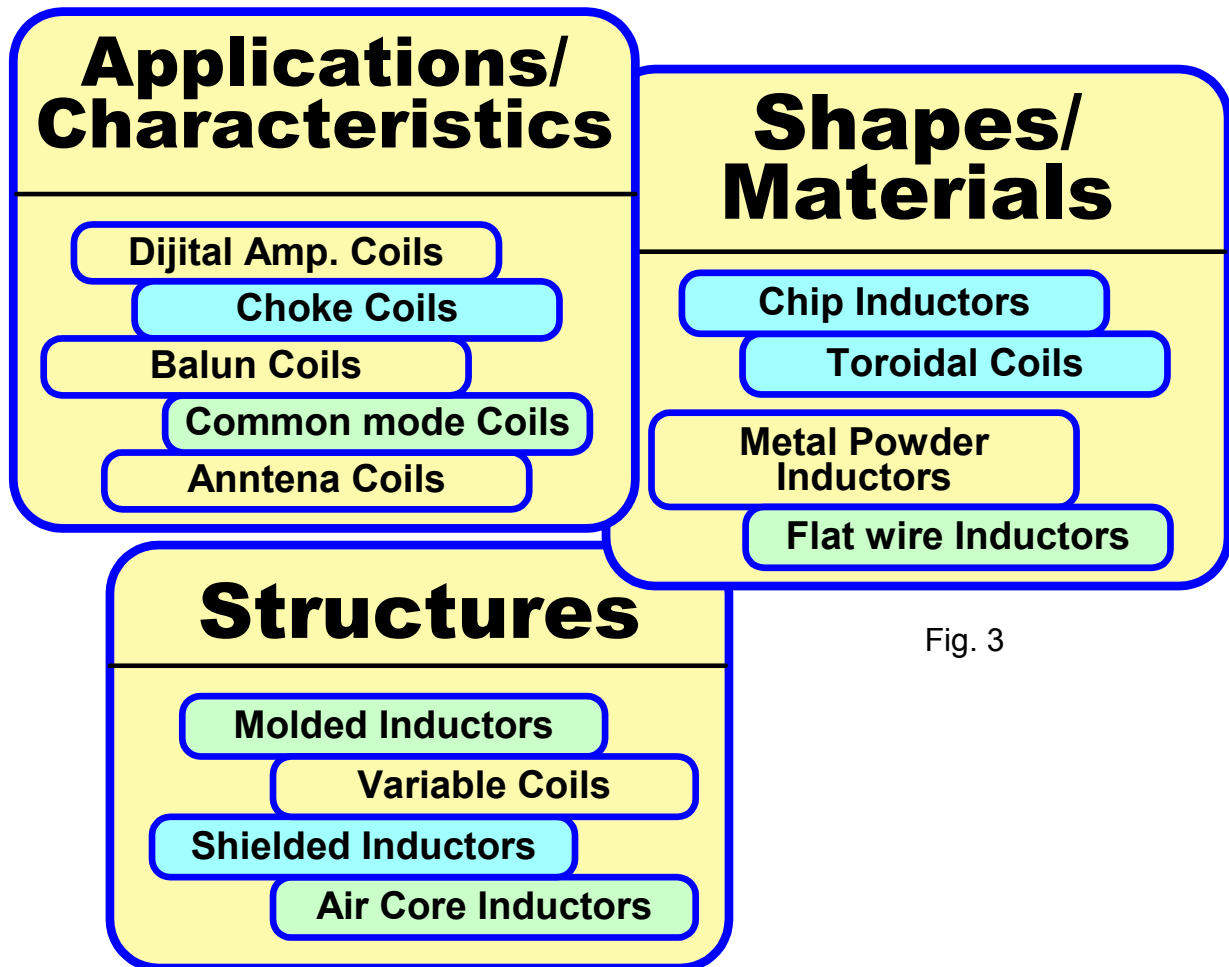 Applications/
Characteristics
Dijital Amp. Coils
Choke Coils
Balun Coils
Common mode Coils
Anntena Coils
Shapes/
Materials
Chip Inductors
Toroidal Coils
Metal Powder
Inductors
Flat wire Inductors
Structures
Molded Inductors
Variable Coils
Shielded Inductors
Air Core Inductors
Fig. 3